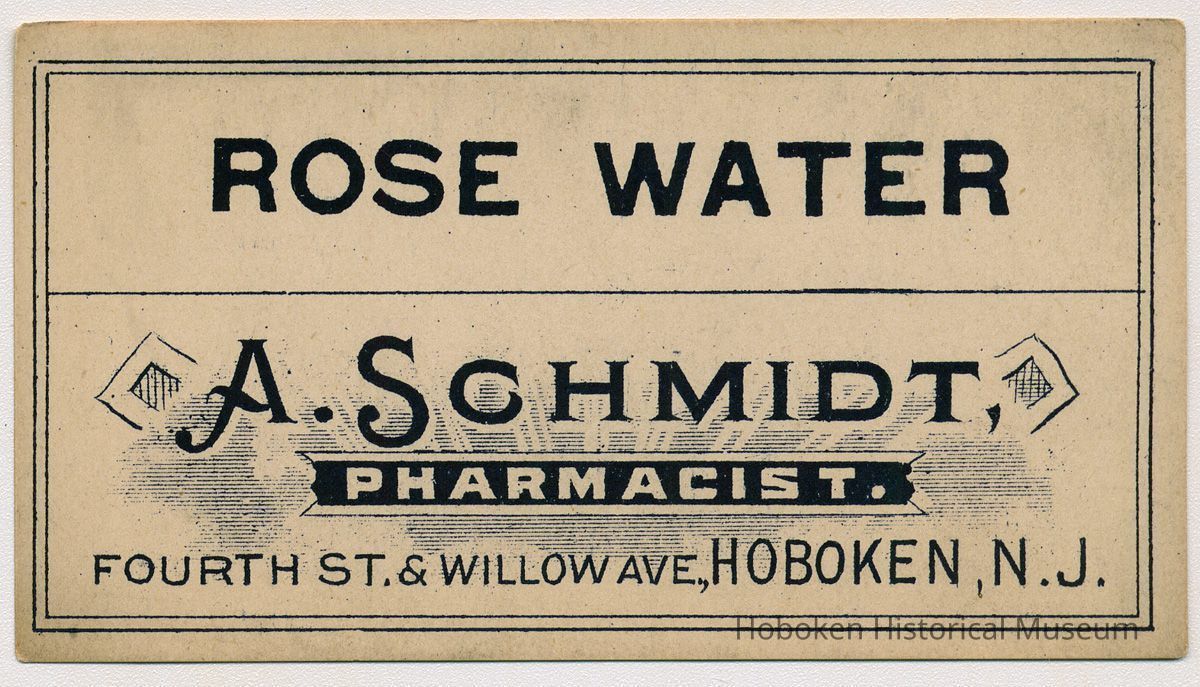 ROSE WATER
A. SCHMIDT,
PHARMACIST.
FOURTH ST. & WILLOW AVE., HOBOKEN, N.J.
Hoboken Historical Museum